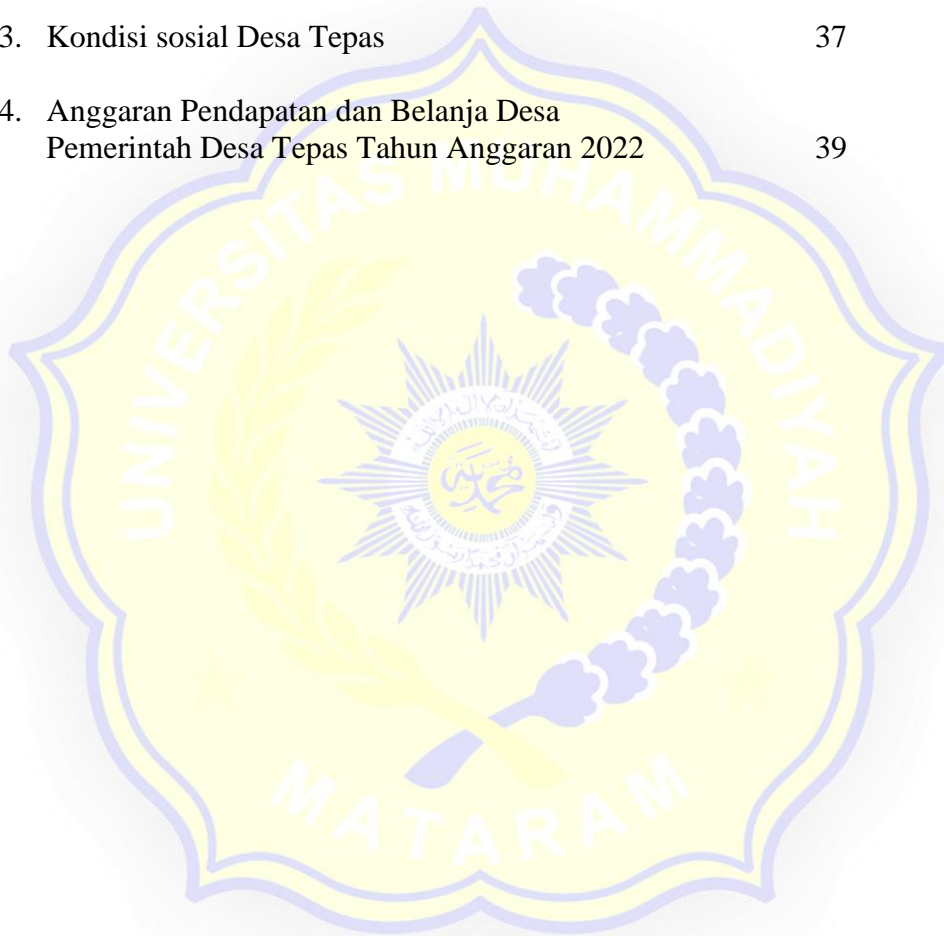 3. Kondisi sosial Desa Tepas 37
4. Anggaran Pendapatan dan Belanja Desa
Pemerintah Desa Tepas Tahun Anggaran 2022 39
UNIVERSITAS MUHAMMADIYAH
MATARAM